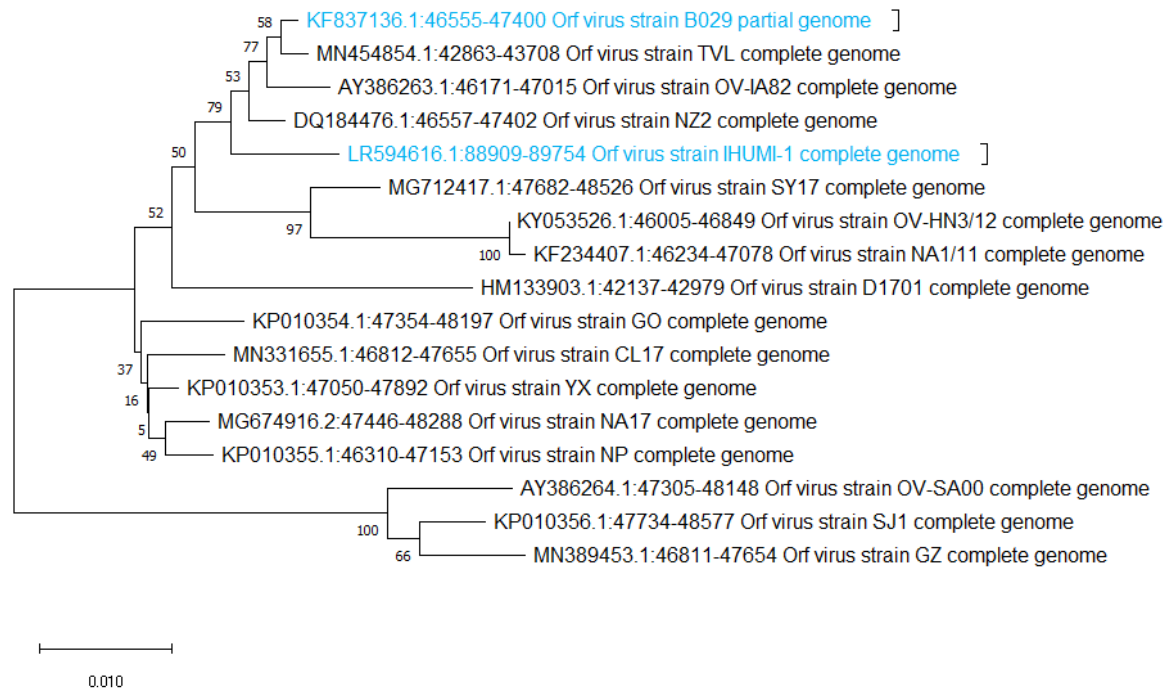 58 KF837136.1:46555-47400 Orf virus strain B029 partial genome
77 MN454854.1:42863-43708 Orf virus strain TVL complete genome
53 AY386263.1:46171-47015 Orf virus strain OV-IA82 complete genome
79 DQ184476.1:46557-47402 Orf virus strain NZ2 complete genome
50 LR594616.1:88909-89754 Orf virus strain IHUMI-1 complete genome
MG712417.1:47682-48526 Orf virus strain SY17 complete genome
52 97 KY053526.1:46005-46849 Orf virus strain OV-HN3/12 complete genome
100 KF234407.1:46234-47078 Orf virus strain NA1/11 complete genome
HM133903.1:42137-42979 Orf virus strain D1701 complete genome
KP010354.1:47354-48197 Orf virus strain GO complete genome
37 MN331655.1:46812-47655 Orf virus strain CL17 complete genome
16 KP010353.1:47050-47892 Orf virus strain YX complete genome
5 MG674916.2:47446-48288 Orf virus strain NA17 complete genome
49 KP010355.1:46310-47153 Orf virus strain NP complete genome
AY386264.1:47305-48148 Orf virus strain OV-SA00 complete genome
100 KP010356.1:47734-48577 Orf virus strain SJ1 complete genome
66 MN389453.1:46811-47654 Orf virus strain GZ complete genome
0.010